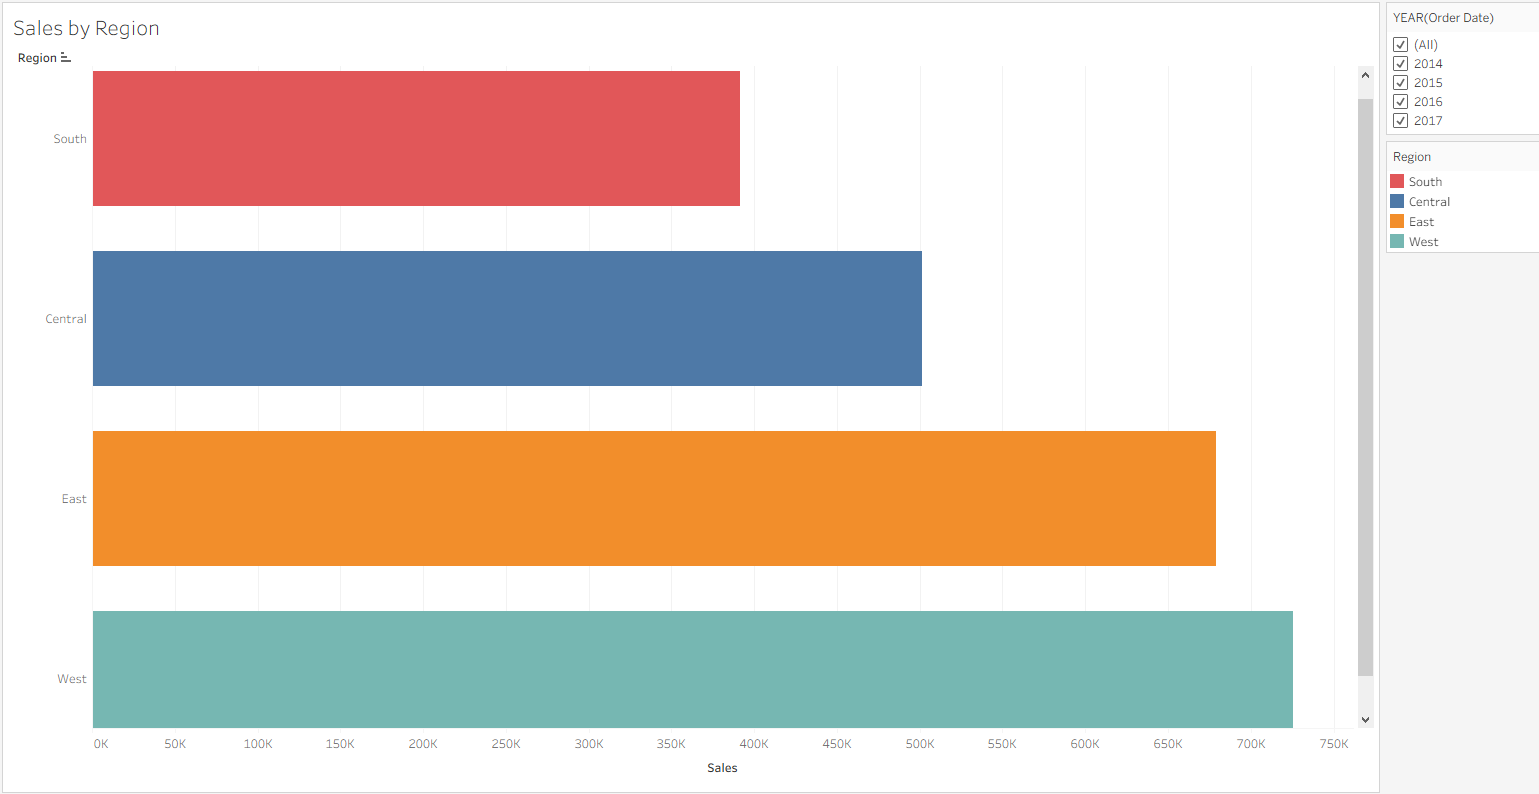 Sales by Region
Region
South
Central
East
West
0K 50K 100K 150K 200K 250K 300K 350K 400K 450K 500K 550K 600K 650K 700K 750K
Sales
YEAR(Order Date)
(All)
2014
2015
2016
2017
Region
South
Central
East
West